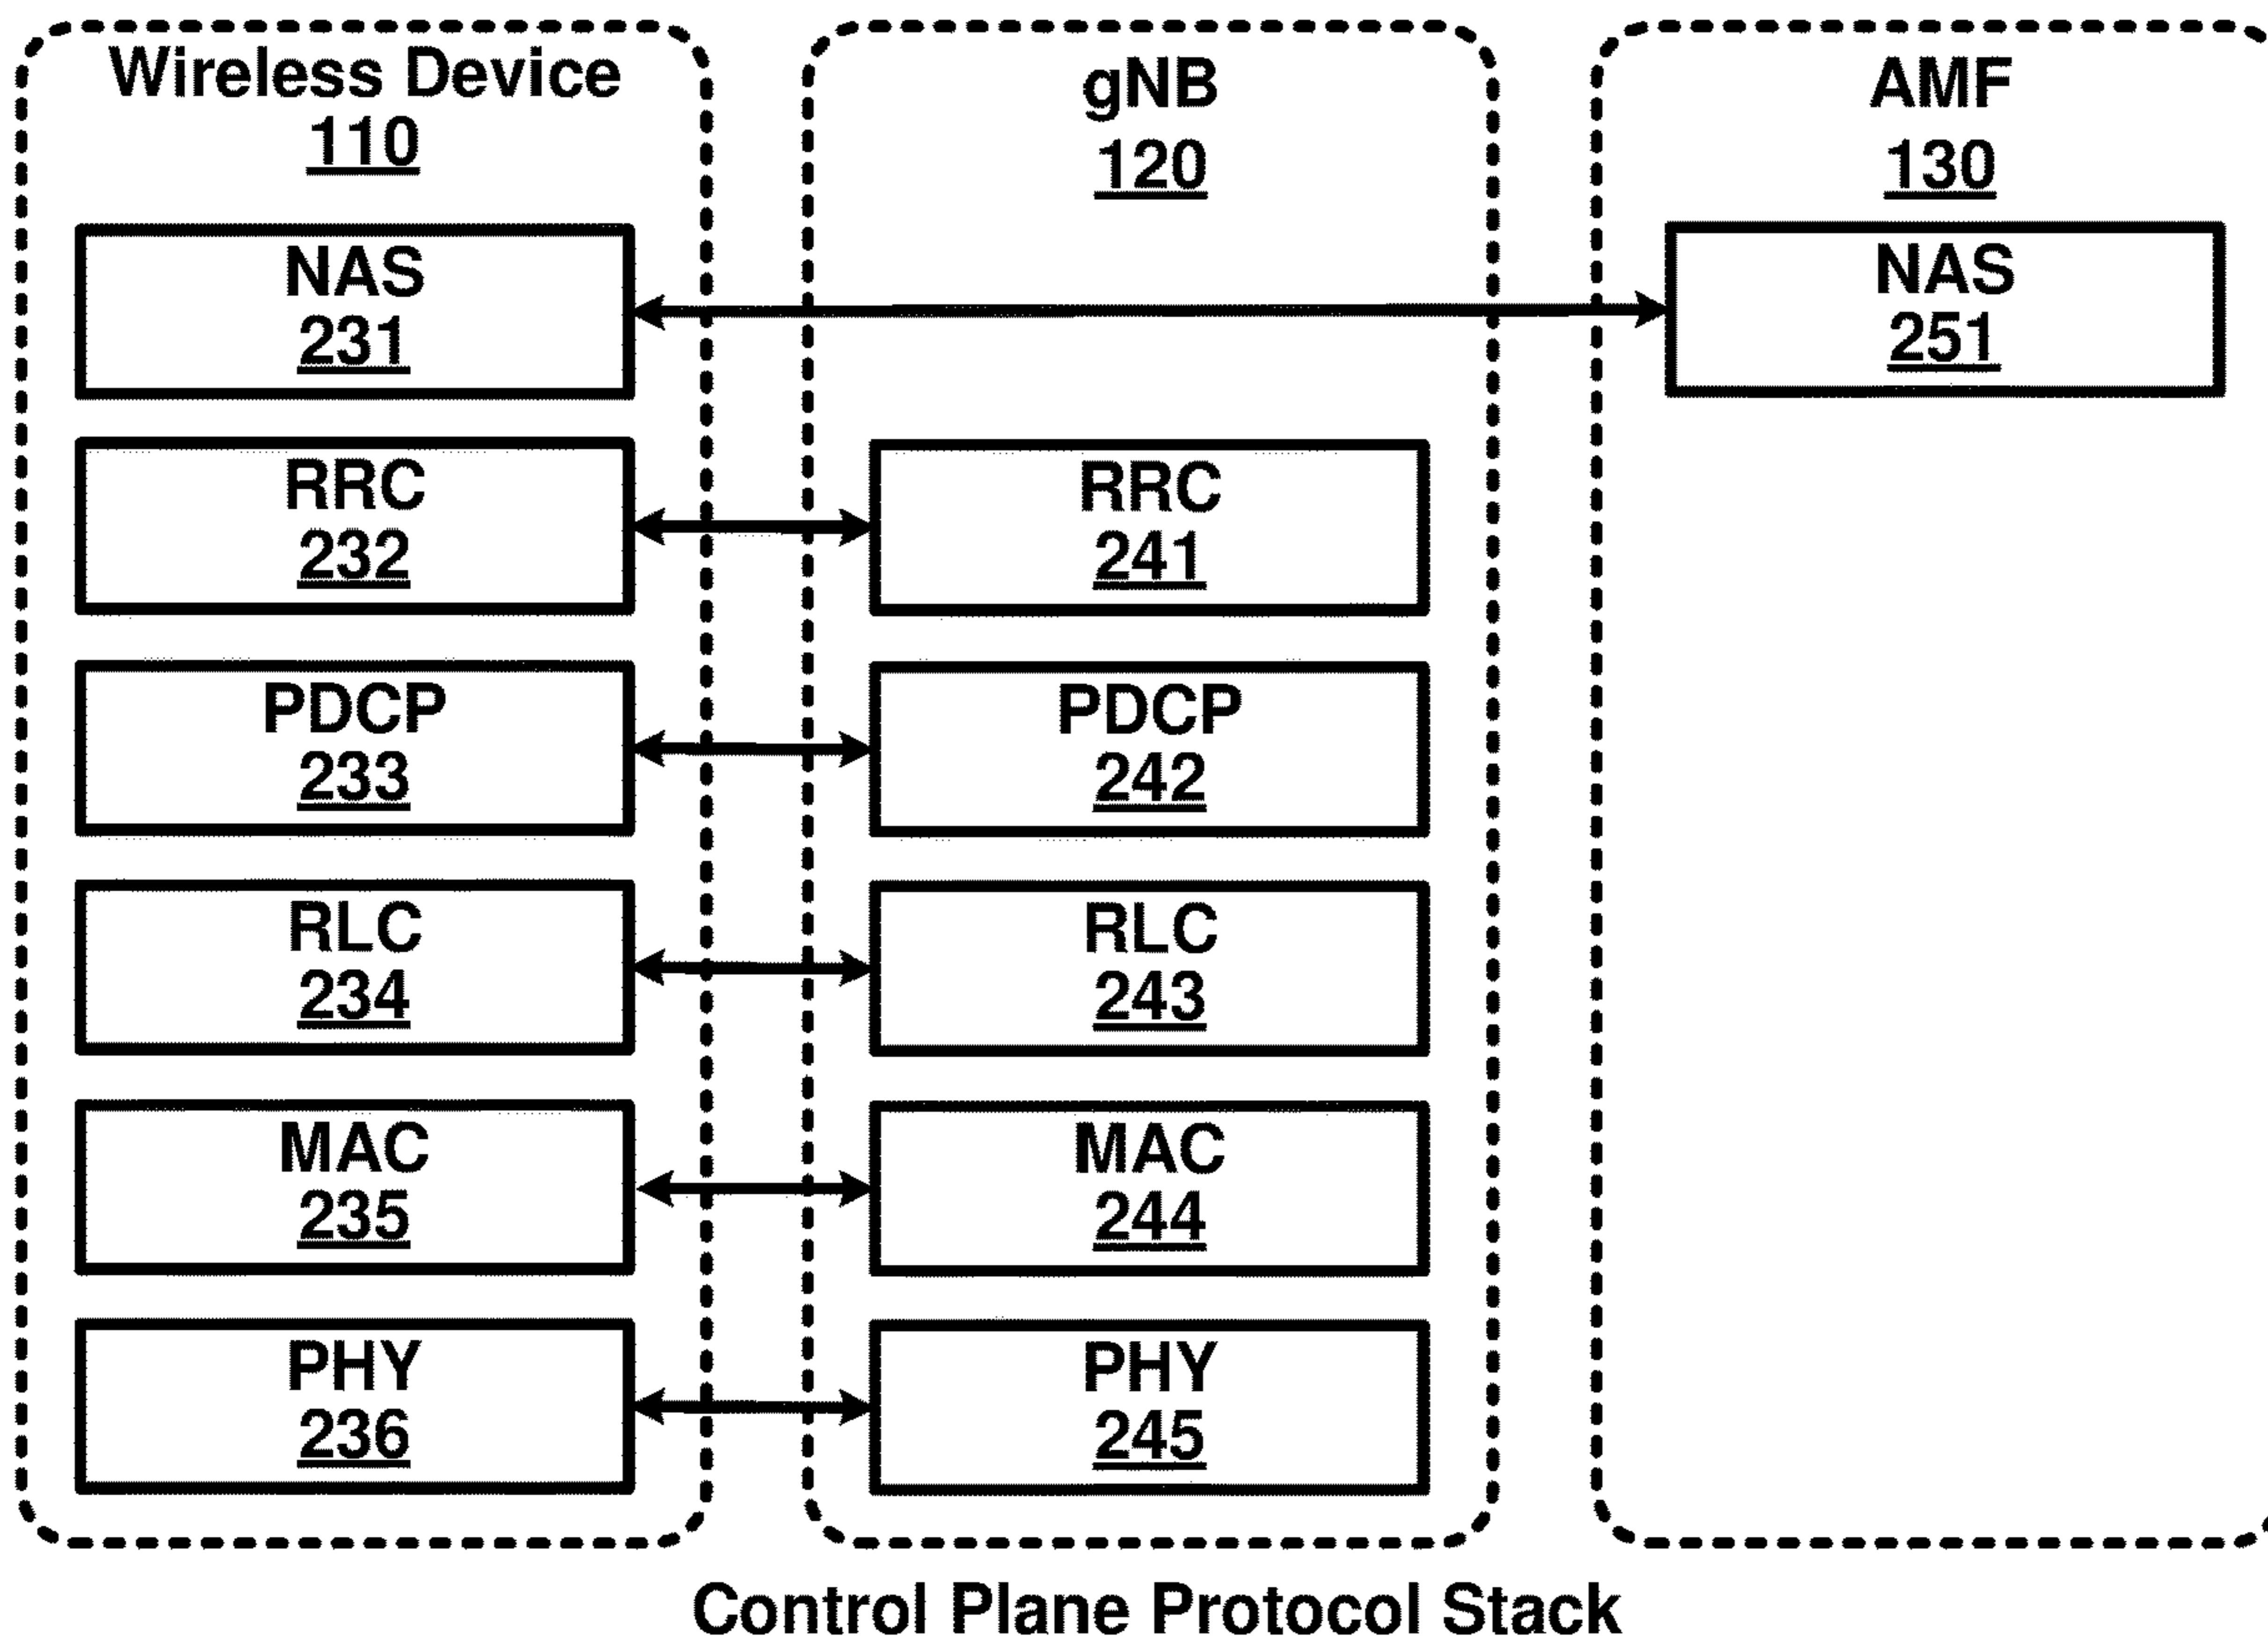 Wireless Device
110
gNB
120
AMF
130
NAS
231
NAS
251
RRC
232
RRC
241
PDCP
233
PDCP
242
RLC
234
RLC
243
MAC
235
MAC
244
PHY
236
PHY
245
Control Plane Protocol Stack